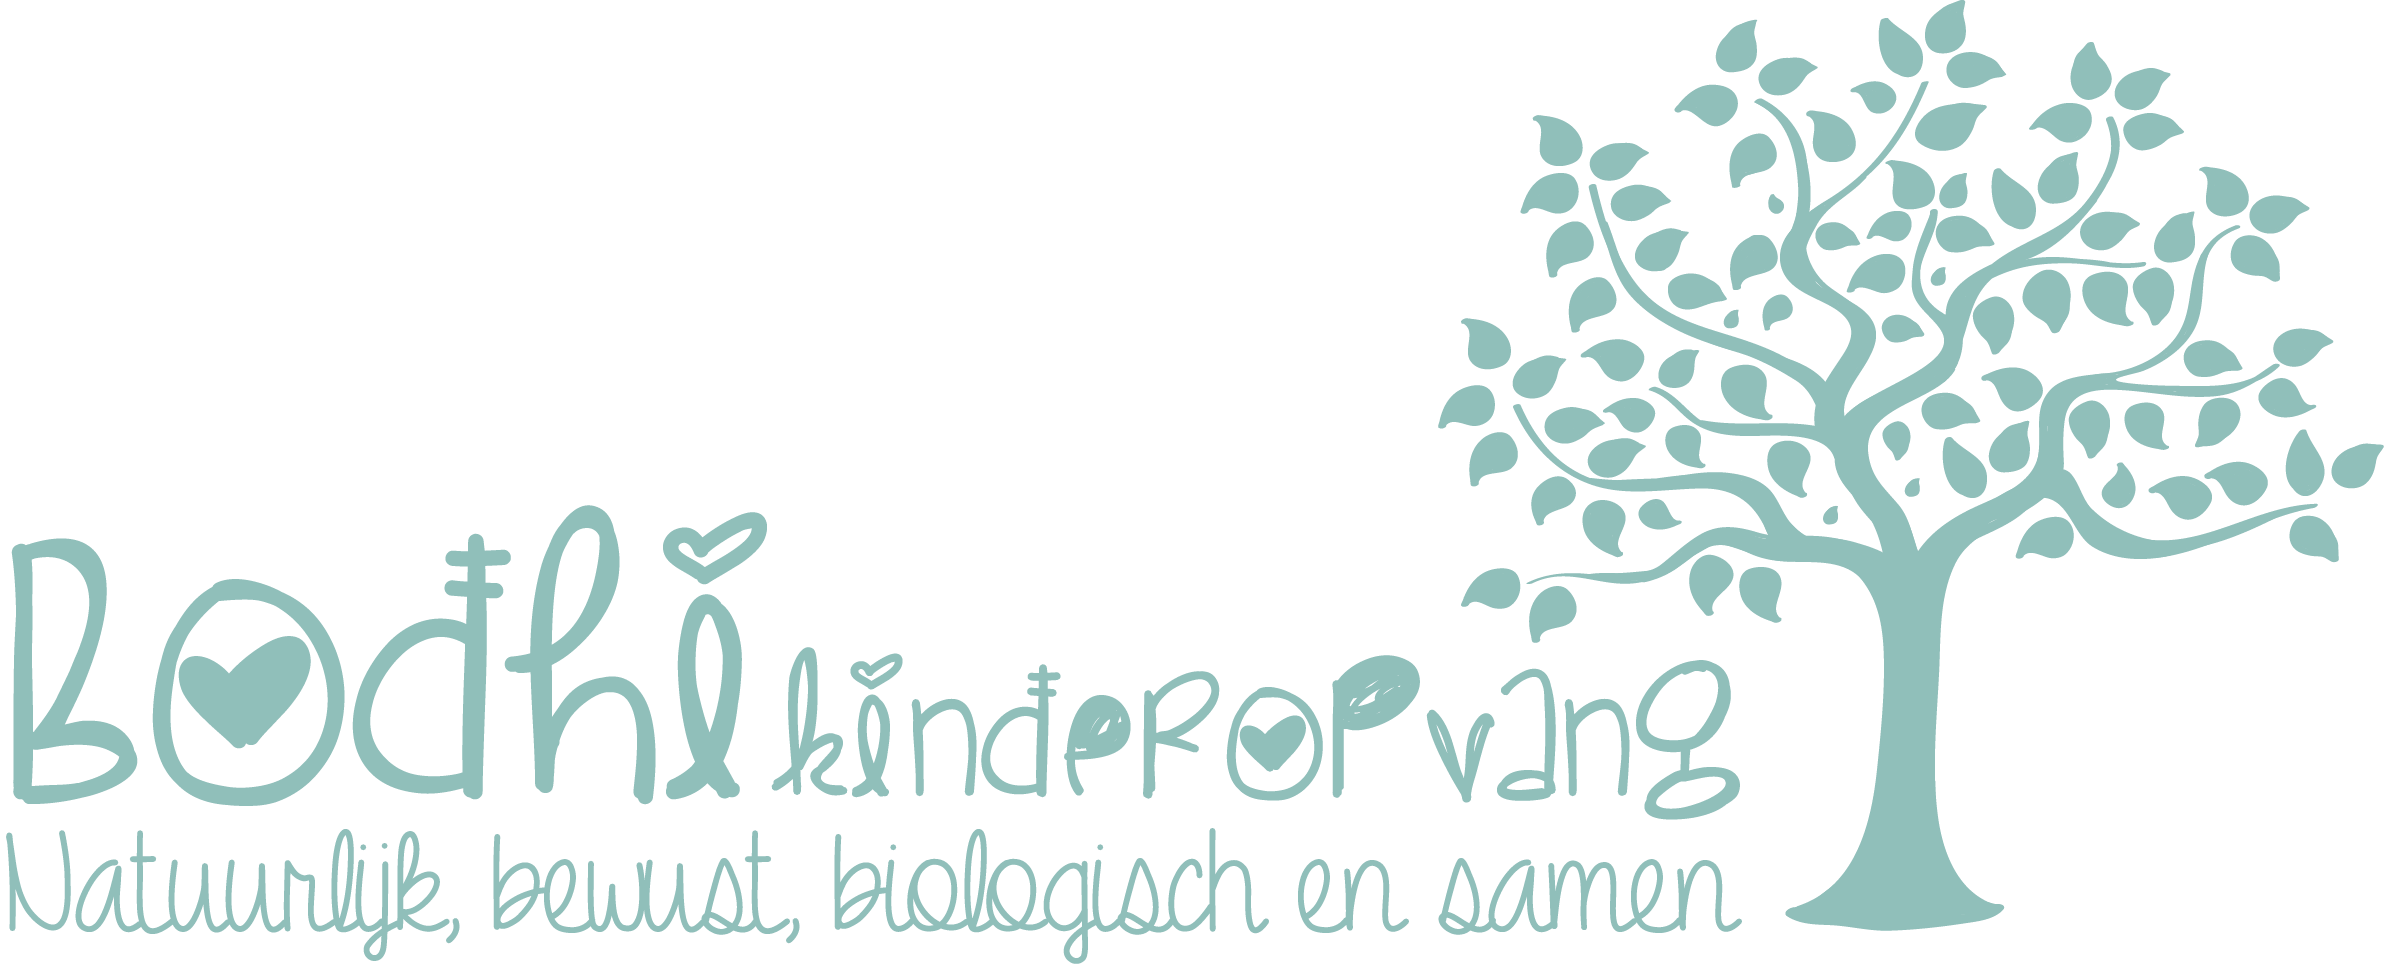 Bodhi kinderopvang
Natuurlijk, bewust, biologisch en samen